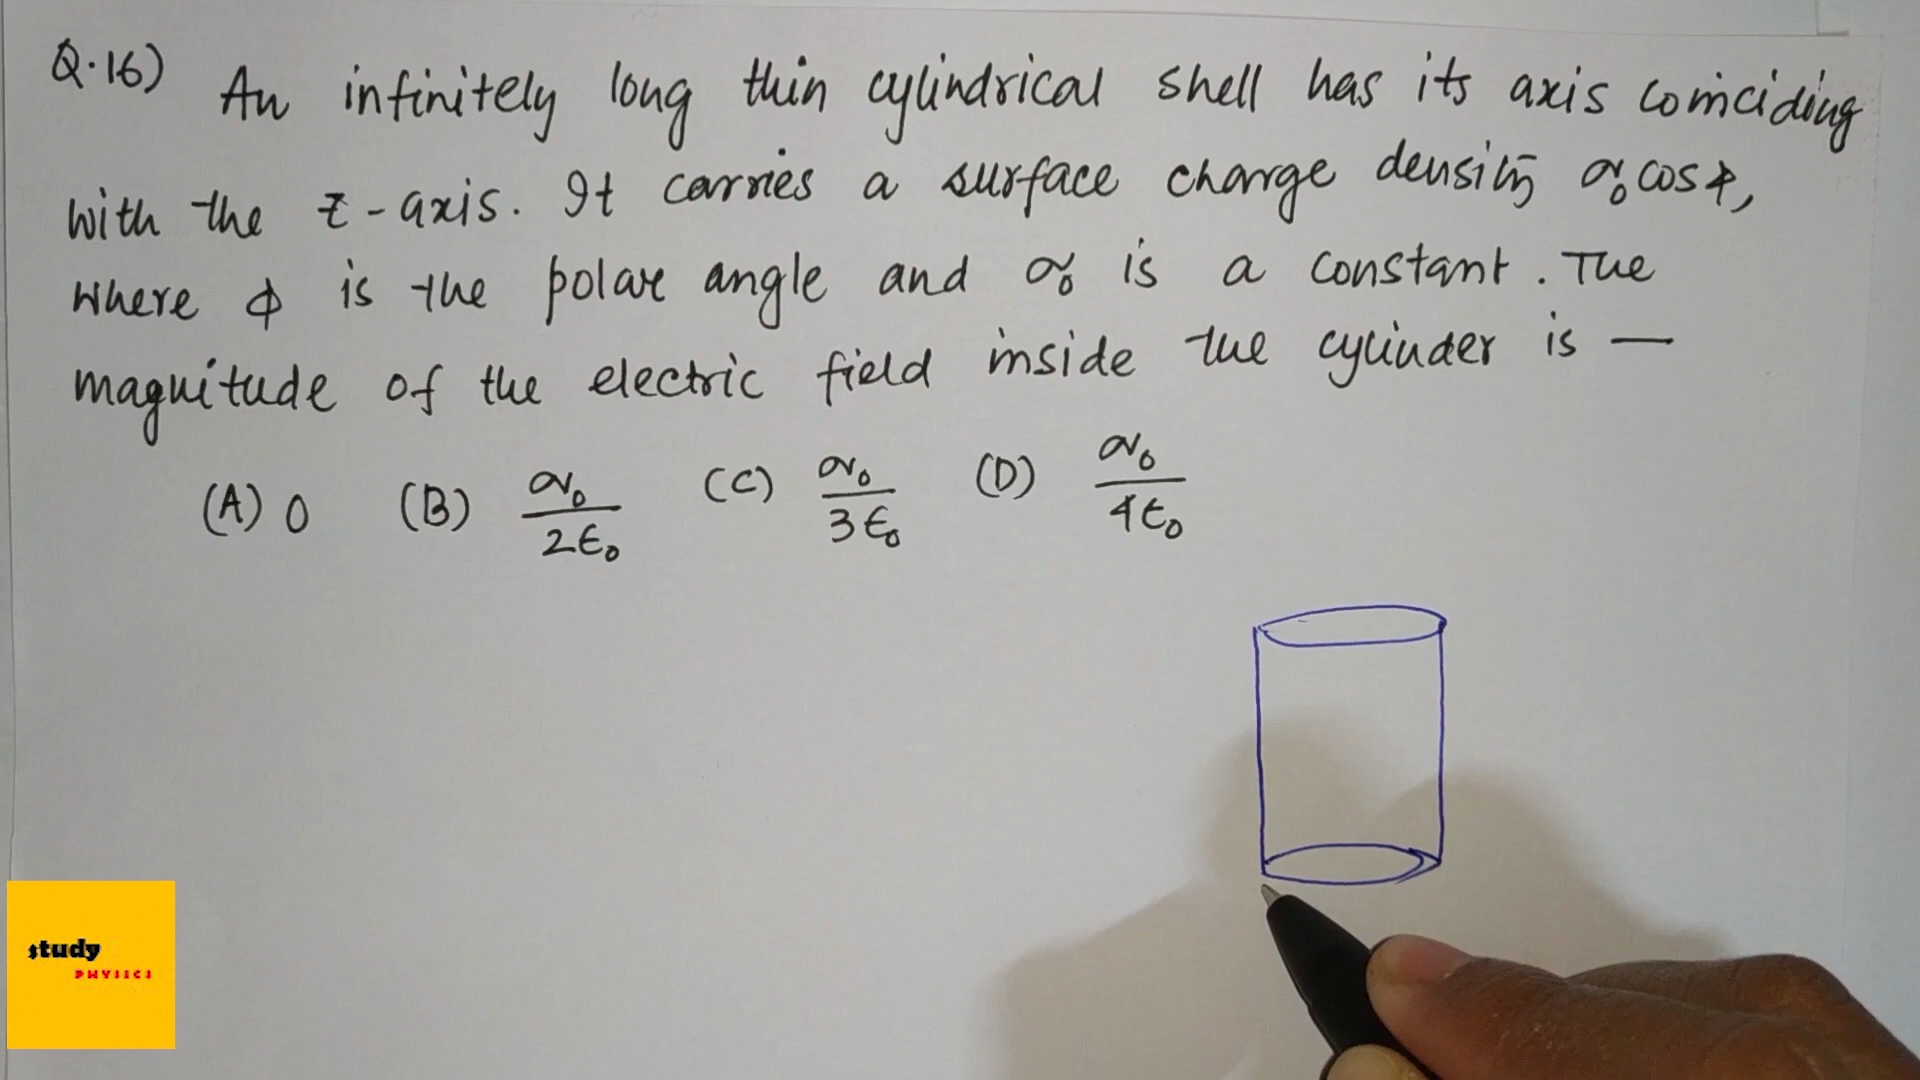 Q.16) An infinitely long thin cylindrical shell has its axis coinciding
with the z-axis. It carries a surface charge density σ₀cosϕ,
where ϕ is the polar angle and σ₀ is a constant. The
magnitude of the electric field inside the cylinder is —
(A) 0 (B) σ₀/2ε₀ (C) σ₀/3ε₀ (D) σ₀/4ε₀
study
PHYSICS